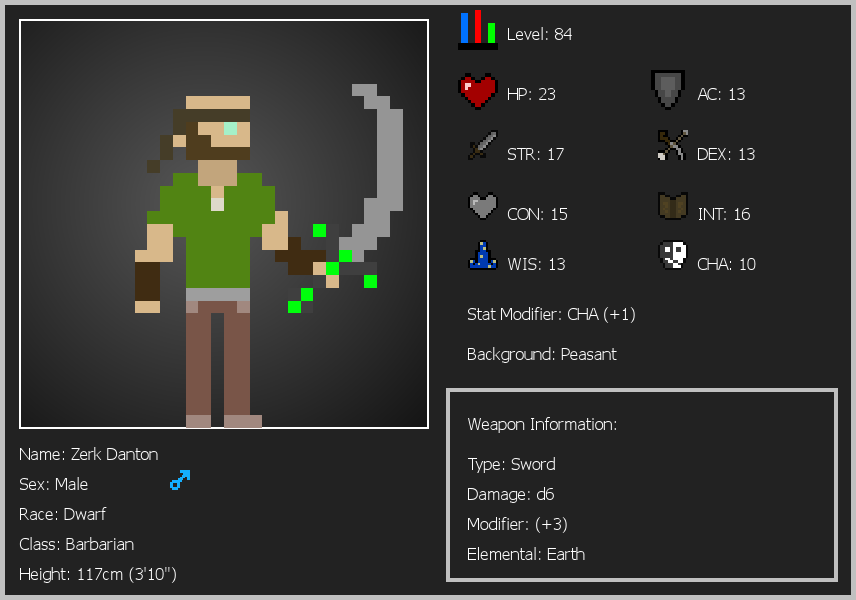 Level: 84
HP: 23
AC: 13
STR: 17
DEX: 13
CON: 15
INT: 16
WIS: 13
CHA: 10
Stat Modifier: CHA (+1)
Background: Peasant
Weapon Information:
Type: Sword
Damage: d6
Modifier: (+3)
Elemental: Earth
Name: Zerk Danton
Sex: Male
Race: Dwarf
Class: Barbarian
Height: 117cm (3'10")